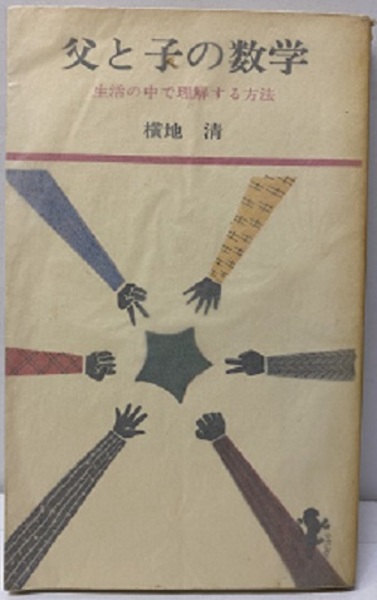 父と子の数学
生活の中で理解する方法
横地 清